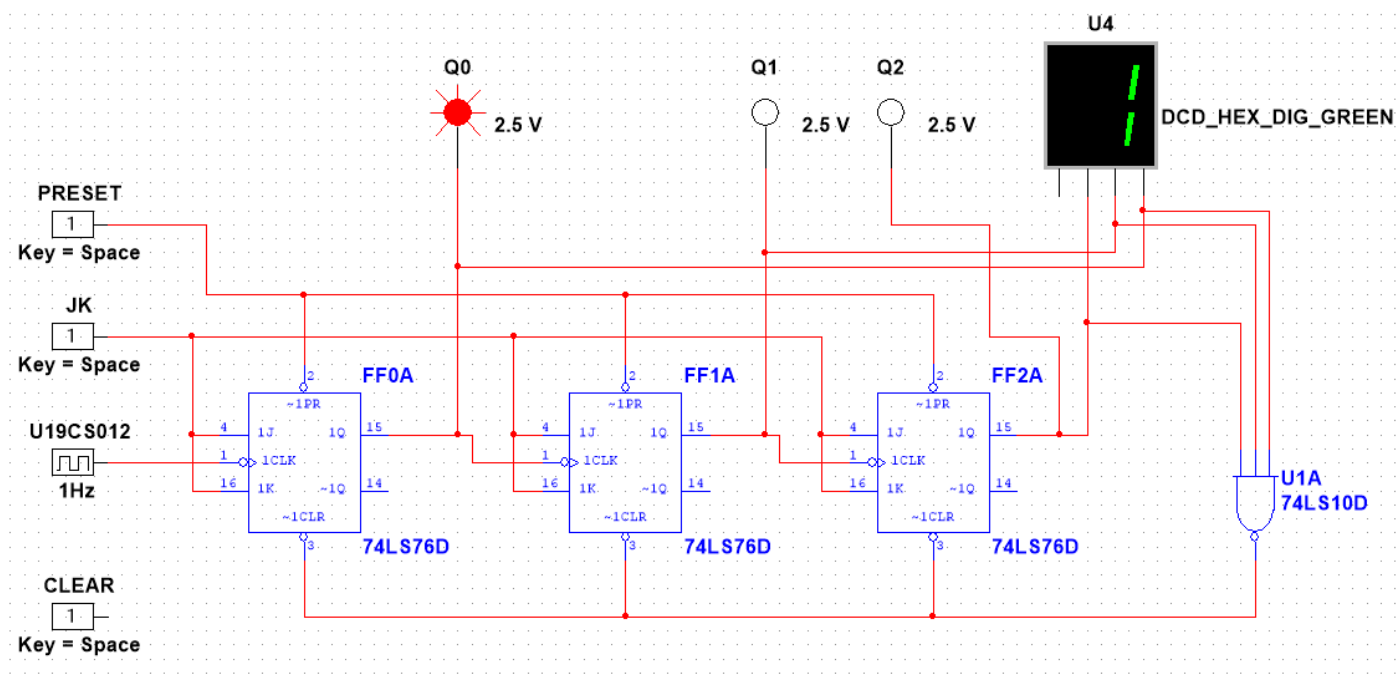 U4
Q0
Q1
Q2
2.5 V
2.5 V
2.5 V
DCD_HEX_DIG_GREEN
1
PRESET
1
Key = Space
JK
1
Key = Space
2
FF0A
2
FF1A
2
FF2A
~1PR
~1PR
~1PR
U19CS012
4
1J
1Q
15
4
1J
1Q
15
4
1J
1Q
15
1
1CLK
1
1CLK
1
1CLK
1Hz
16
1K
~1Q
14
16
1K
~1Q
14
16
1K
~1Q
14
U1A
74LS10D
~1CLR
~1CLR
~1CLR
3
74LS76D
3
74LS76D
3
74LS76D
CLEAR
1
Key = Space